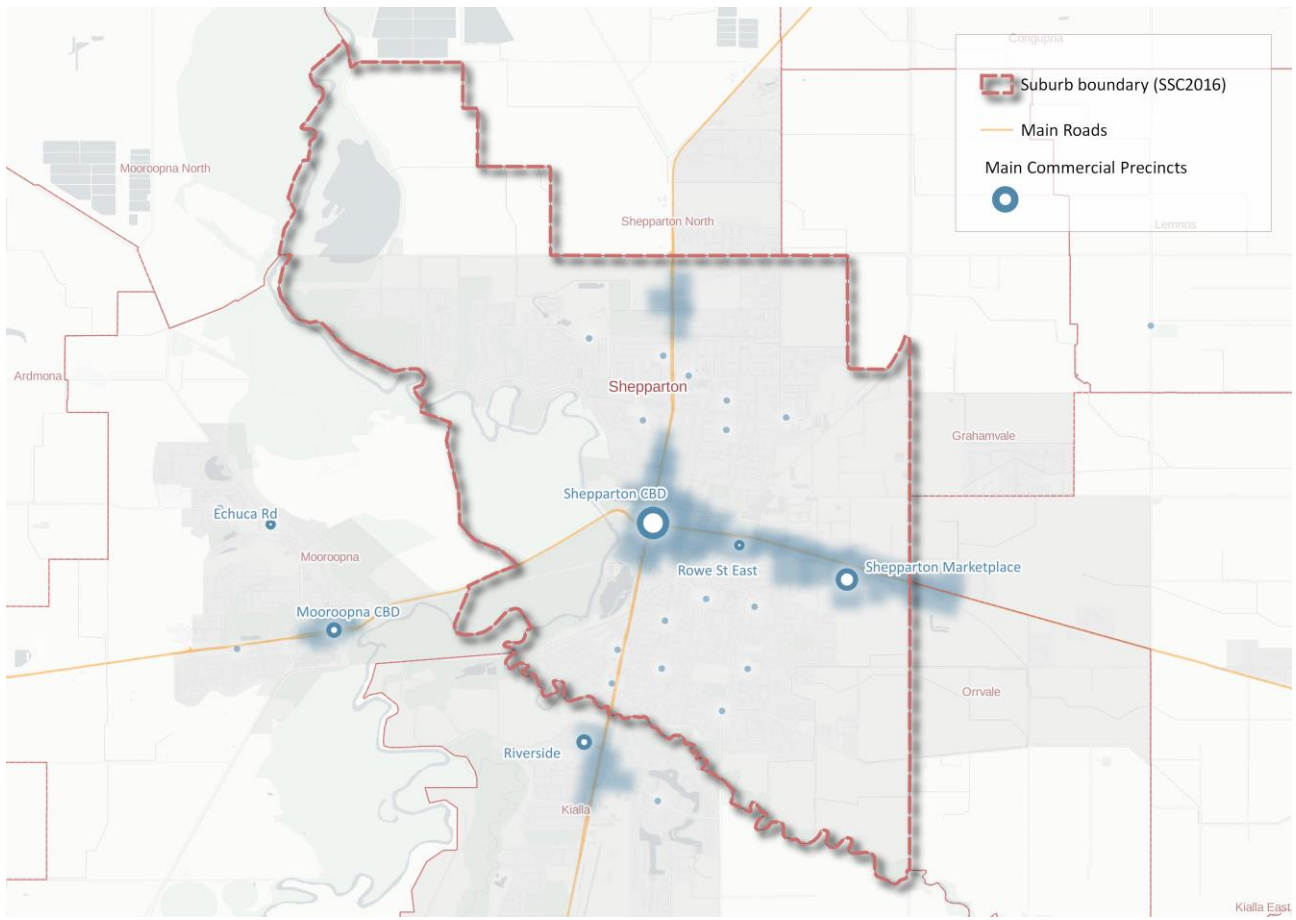 Congupna
Suburb boundary (SSC2016)
Main Roads
Main Commercial Precincts
Mooroopna North
Shepparton North
Lemnos
Ardmona
Shepparton
Grahamvale
Shepparton CBD
Echuca Rd
Mooroopna
Rowe St East
Shepparton Marketplace
Mooroopna CBD
Orrvale
Riverside
Kialla
Kialla East